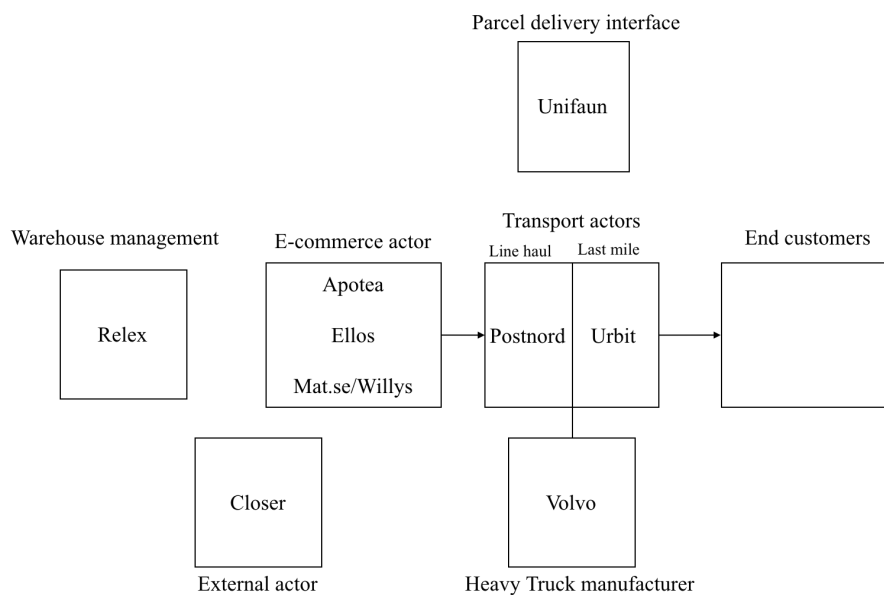 Parcel delivery interface
Unifaun
Transport actors
Warehouse management
E-commerce actor
Line haul
Last mile
End customers
Apotea
Relex
Ellos
Postnord
Urbit
Mat.se/Willys
Closer
Volvo
External actor
Heavy Truck manufacturer